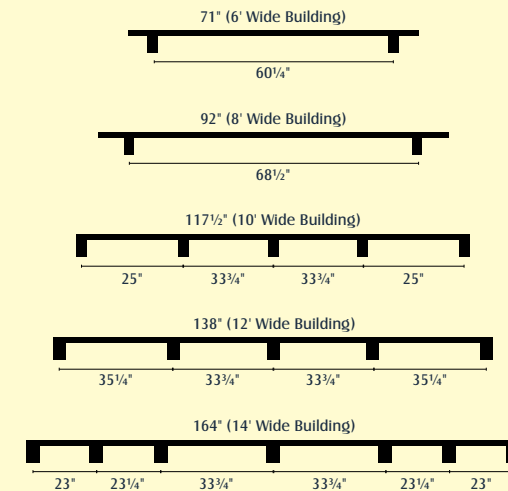 71" (6' Wide Building)
60¼"
92" (8' Wide Building)
68½"
117½" (10' Wide Building)
25" 33¾" 33¾" 25"
138" (12' Wide Building)
35¼" 33¾" 33¾" 35¼"
164" (14' Wide Building)
23" 23¼" 33¾" 33¾" 23¼" 23"